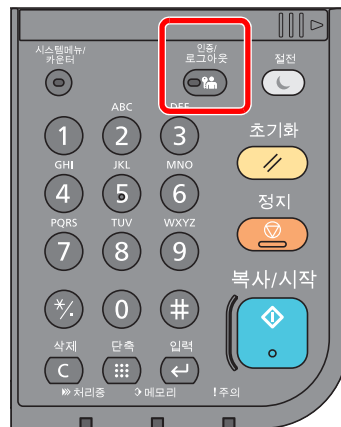 시스템메뉴/
카운터
인증/
로그아웃
절전
ABC
DEF
1
2
3
초기화
GHI
JKL
MNO
4
5
6
정지
PQRS
TUV
WXYZ
7
8
9
복사/시작
*/.
0
#
삭제
단축
입력
C
처리중
메모리
!주의